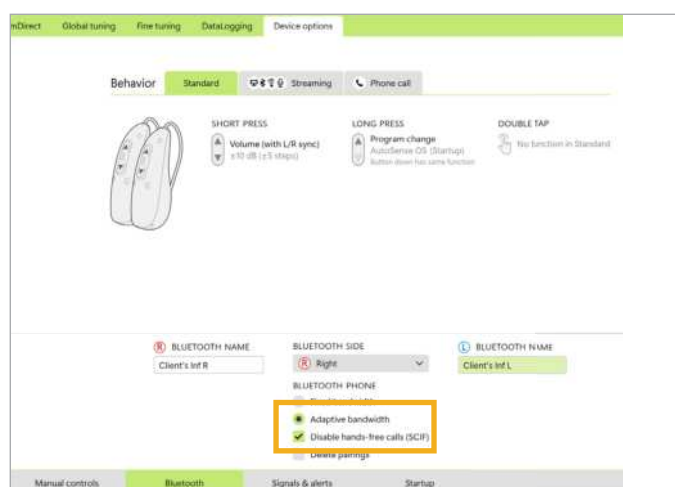 mDirect Global tuning Fine tuning DataLogging Device options
Behavior Standard Streaming Phone call
SHORT PRESS LONG PRESS DOUBLE TAP
Volume (with L/R sync) Program change No function in Standard
±10 dB (±5 steps) AutoSense OS (Startup)
Button down has same function
R BLUETOOTH NAME BLUETOOTH SIDE L BLUETOOTH NAME
Client's Inf R R Right Client's Inf L
BLUETOOTH PHONE
Adaptive bandwidth
Disable hands-free calls (SCIF)
Delete pairings
Manual controls Bluetooth Signals & alerts Startup